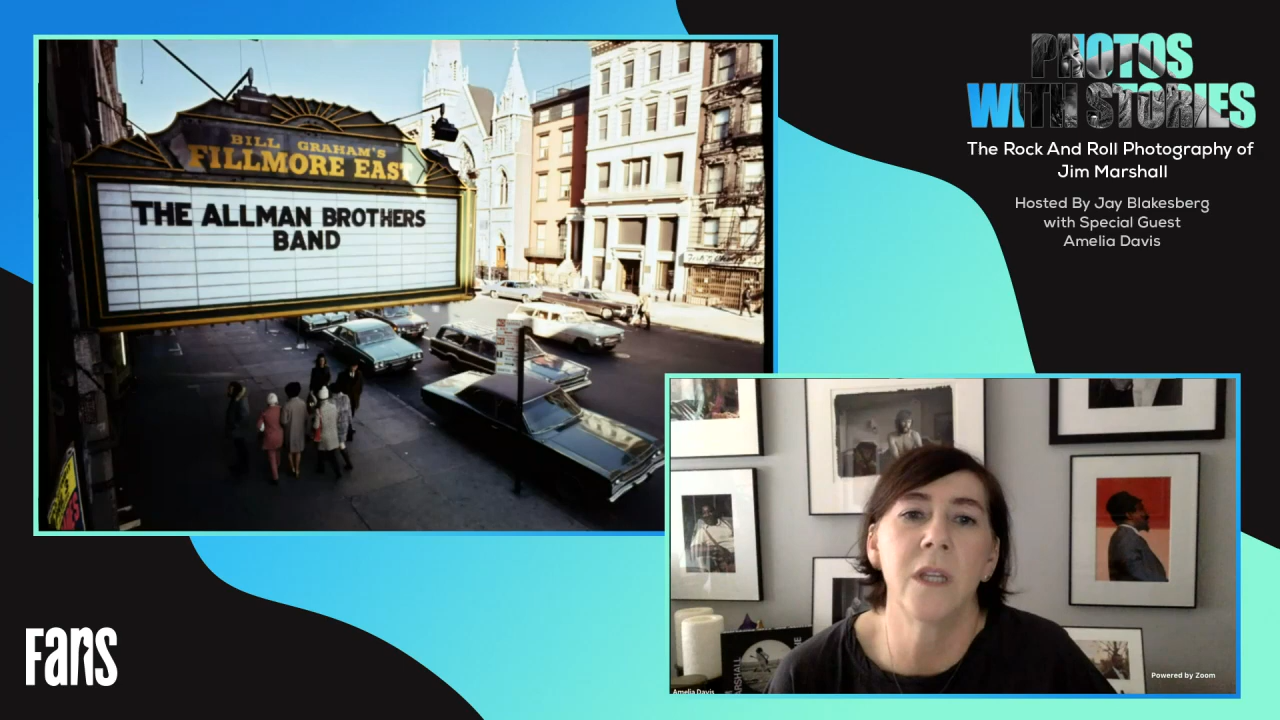 BILL GRAHAM'S
FILLMORE EAST
THE ALLMAN BROTHERS
BAND
PHOTOS
WITH STORIES
The Rock And Roll Photography of
Jim Marshall
Hosted By Jay Blakesberg
with Special Guest
Amelia Davis
Fans
MARSHALL
Amelia Davis
Powered by Zoom